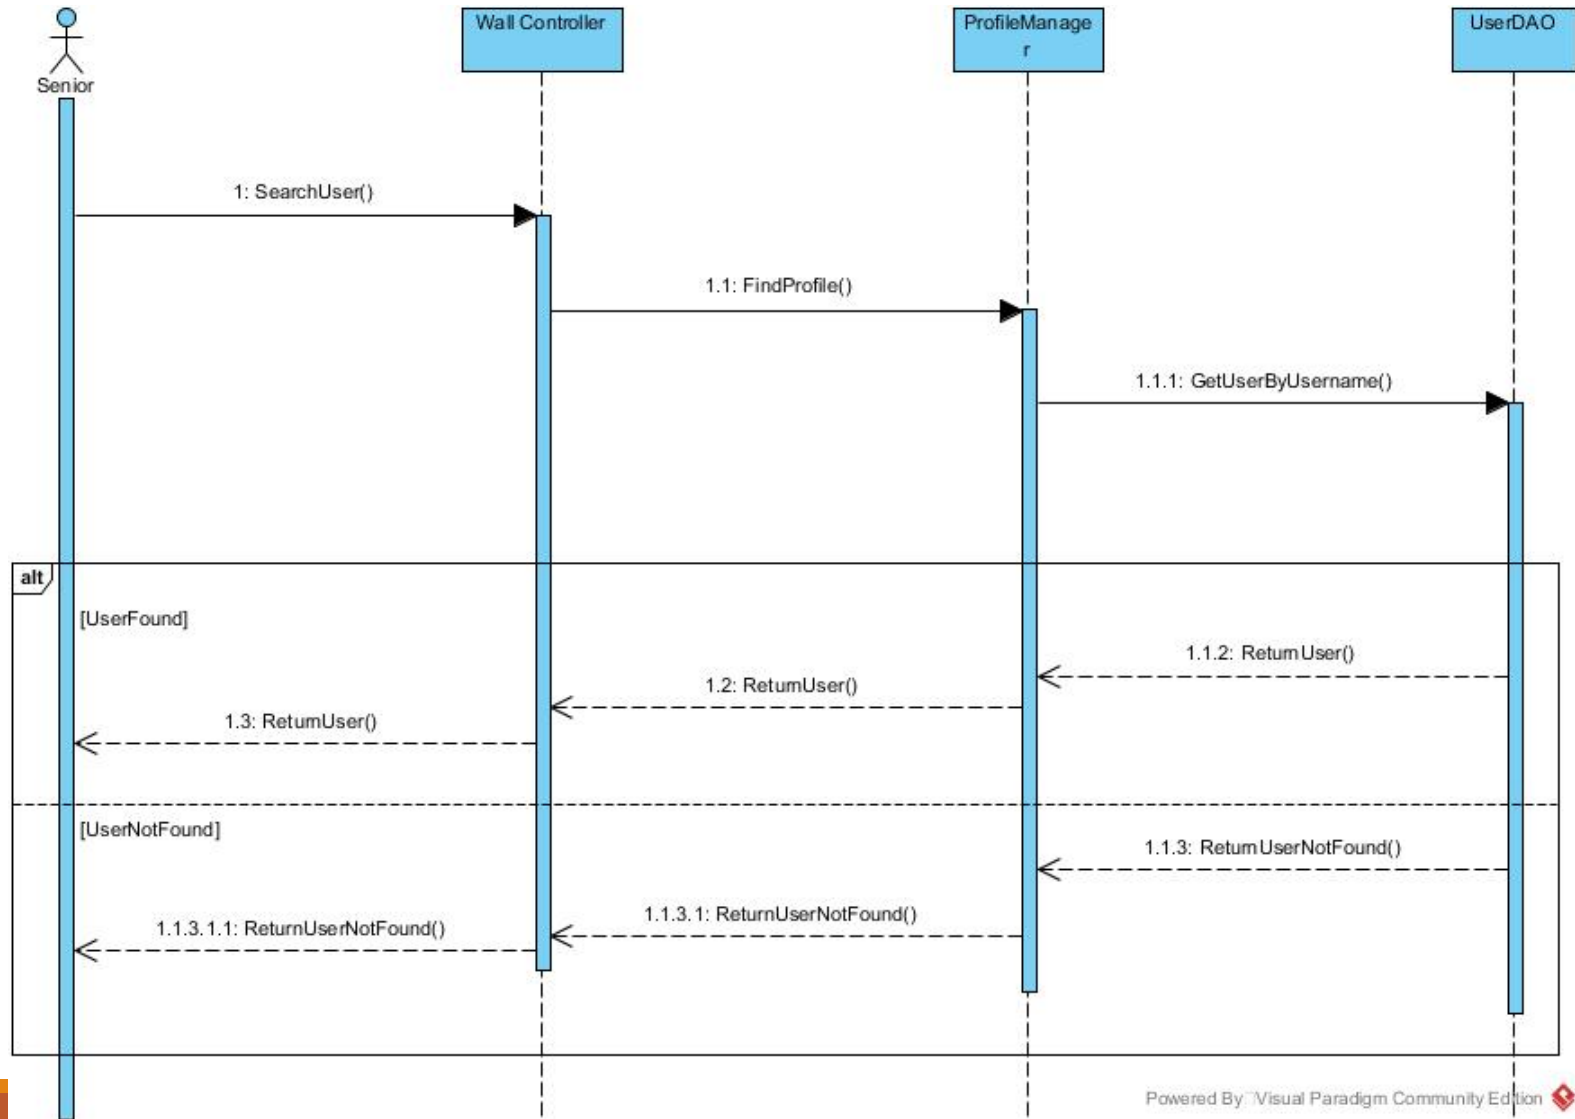 Senior
Wall Controller
ProfileManage
r
UserDAO
1: SearchUser()
1.1: FindProfile()
1.1.1: GetUserByUsername()
alt
[UserFound]
1.1.2: ReturnUser()
1.2: ReturnUser()
1.3: ReturnUser()
[UserNotFound]
1.1.3: ReturnUserNotFound()
1.1.3.1: ReturnUserNotFound()
1.1.3.1.1: ReturnUserNotFound()
Powered By Visual Paradigm Community Edition